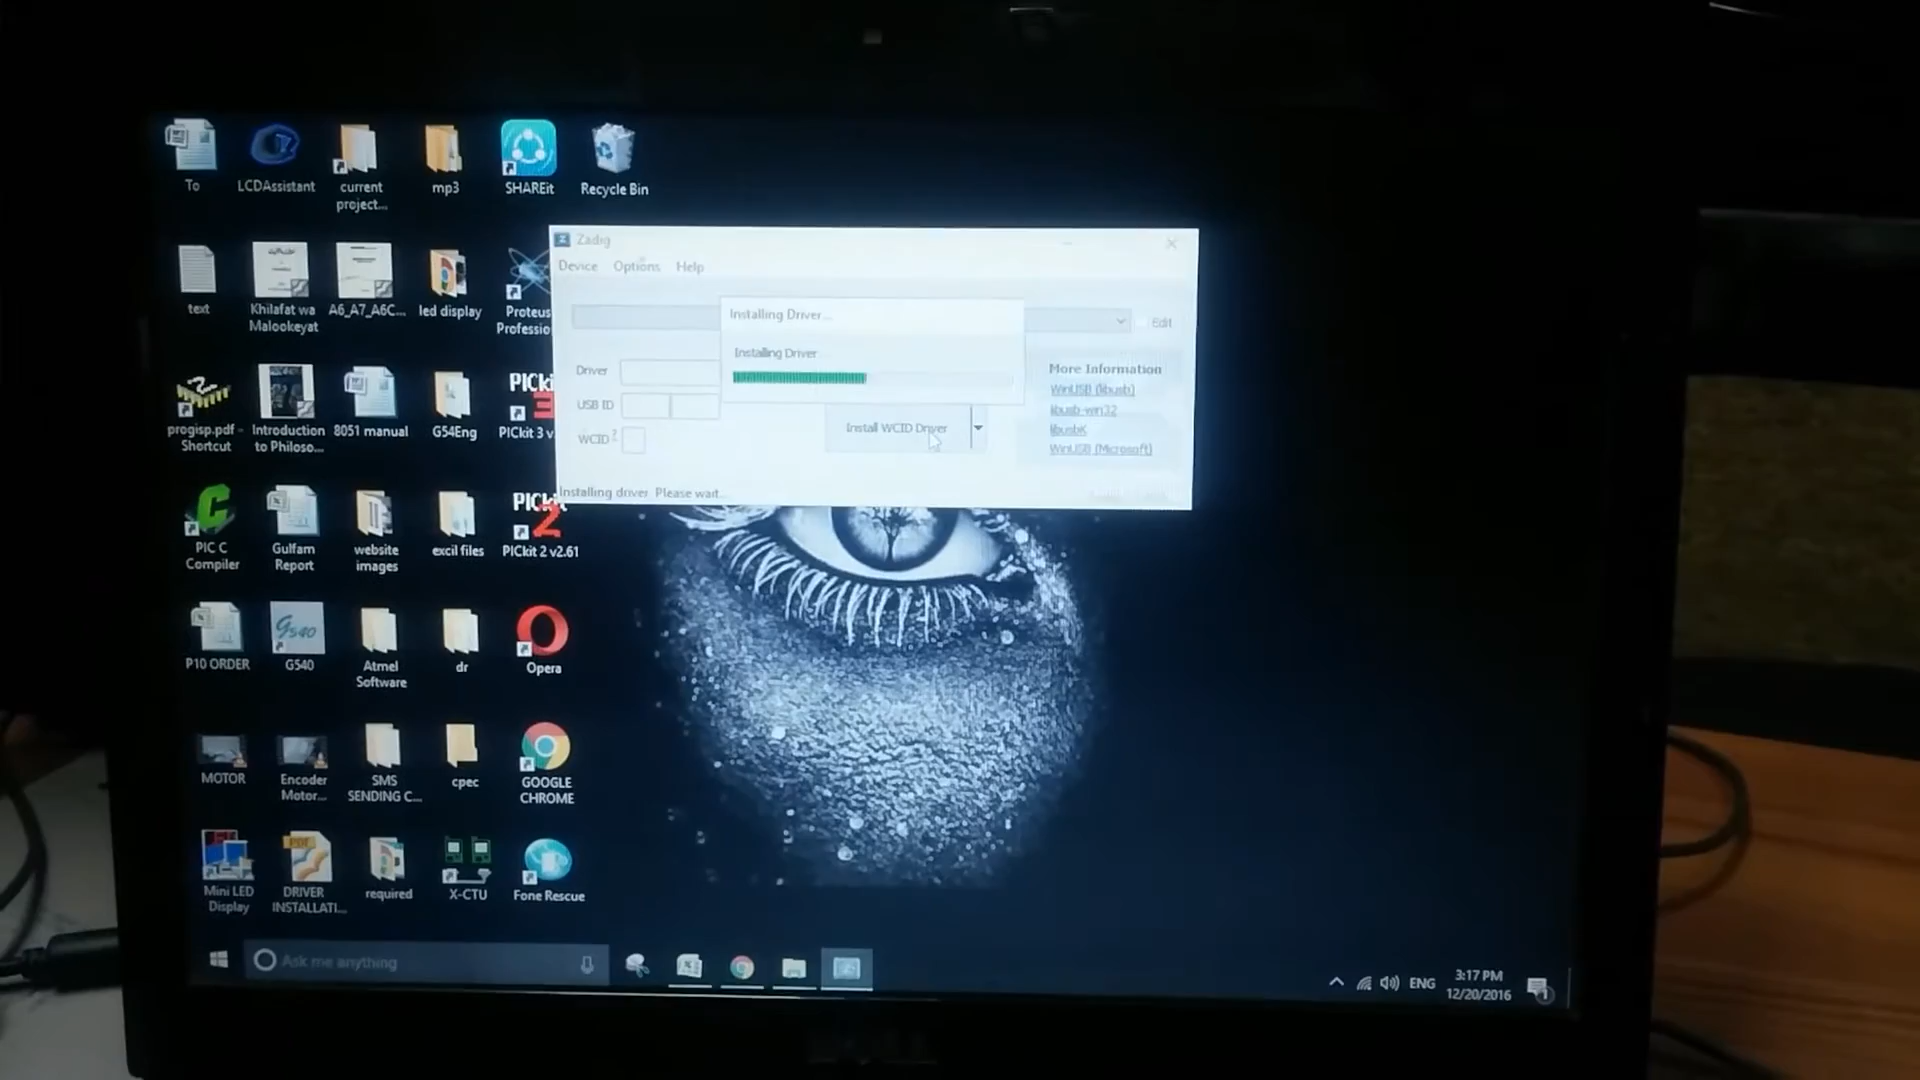 To
LCDAssistant
current
project...
mp3
SHAREit
Recycle Bin
text
Khilafat wa
Malookeyat
A6_A7_A6C...
led display
Proteus
Professio
progisp.pdf -
Shortcut
Introduction
to Philoso...
8051 manual
G54Eng
PICkit 3 v
PIC C
Compiler
Gulfam
Report
website
images
excil files
PICkit 2 v2.61
P10 ORDER
G540
Atmel
Software
dr
Opera
MOTOR
Encoder
Motor...
SMS
SENDING C...
cpec
GOOGLE
CHROME
Mini LED
Display
DRIVER
INSTALLATI...
required
X-CTU
Fone Rescue
Zadig
Device Options Help
Installing Driver...
Installing Driver
Edit
Driver
USB ID
WCID ?
Install WCID Driver
More Information
WinUSB (libusb)
libusb-win32
libusbK
WinUSB (Microsoft)
Installing driver. Please wait...
Ask me anything
ENG
3:17 PM
12/20/2016